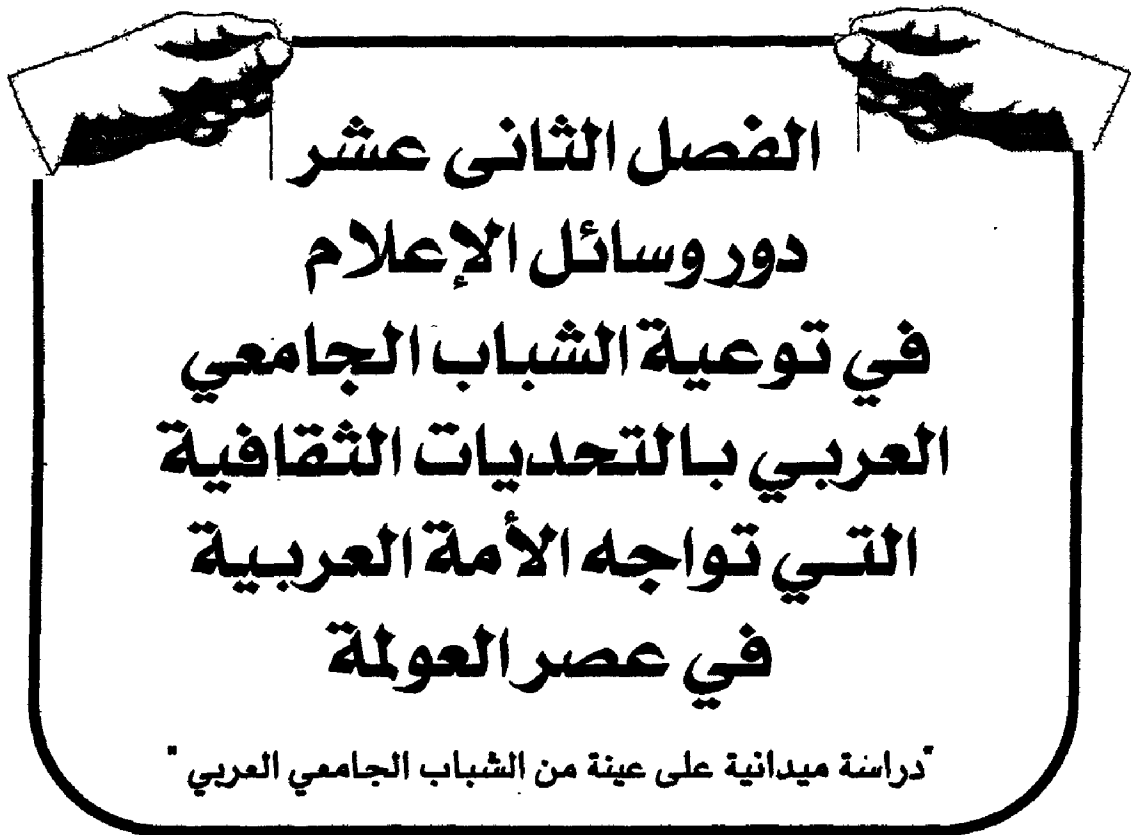 الفصل الثانى عشر
دور وسائل الإعلام
في توعية الشباب الجامعي
العربي بالتحديات الثقافية
التي تواجه الأمة العربية
في عصر العولمة
"دراسة ميدانية على عينة من الشباب الجامعي العربي "